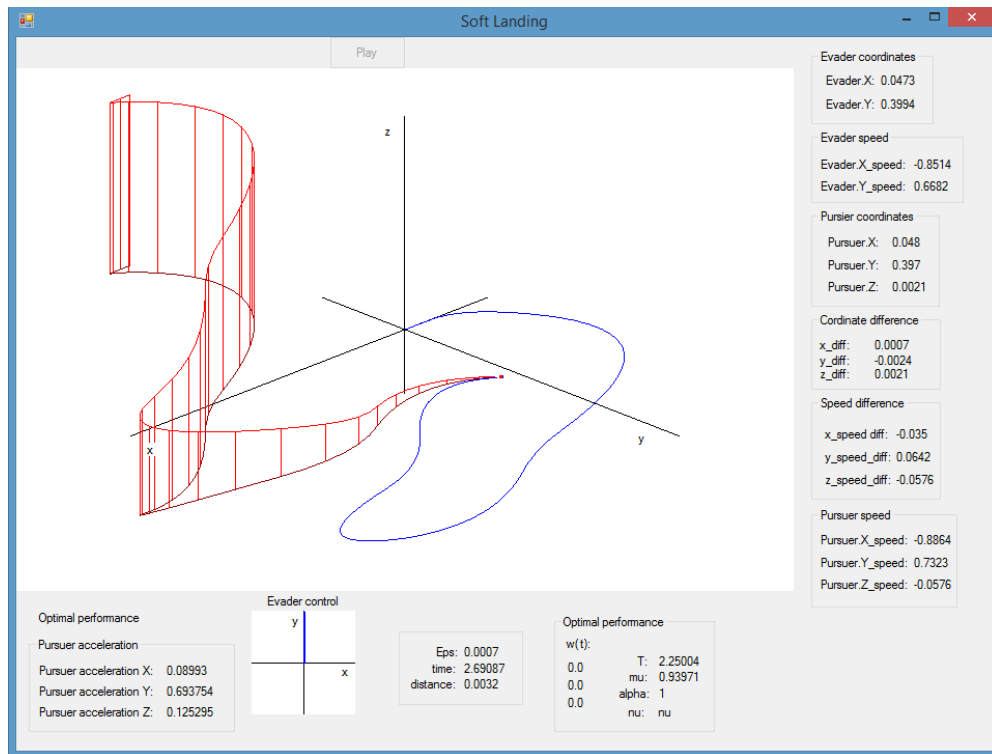 Soft Landing
Play
Evader coordinates
Evader.X: 0.0473
Evader.Y: 0.3994
Evader speed
Evader.X_speed: -0.8514
Evader.Y_speed: 0.6682
Pursier coordinates
Pursuer.X: 0.048
Pursuer.Y: 0.397
Pursuer.Z: 0.0021
Cordinate difference
x_diff: 0.0007
y_diff: -0.0024
z_diff: 0.0021
Speed difference
x_speed diff: -0.035
y_speed_diff: 0.0642
z_speed_diff: -0.0576
Pursuer speed
Pursuer.X_speed: -0.8864
Pursuer.Y_speed: 0.7323
Pursuer.Z_speed: -0.0576
z
x
y
Optimal performance
Pursuer acceleration
Pursuer acceleration X: 0.08993
Pursuer acceleration Y: 0.693754
Pursuer acceleration Z: 0.125295
Evader control
y
x
Eps: 0.0007
time: 2.69087
distance: 0.0032
Optimal performance
w(t):
0.0
0.0
0.0
T: 2.25004
mu: 0.93971
alpha: 1
nu: nu